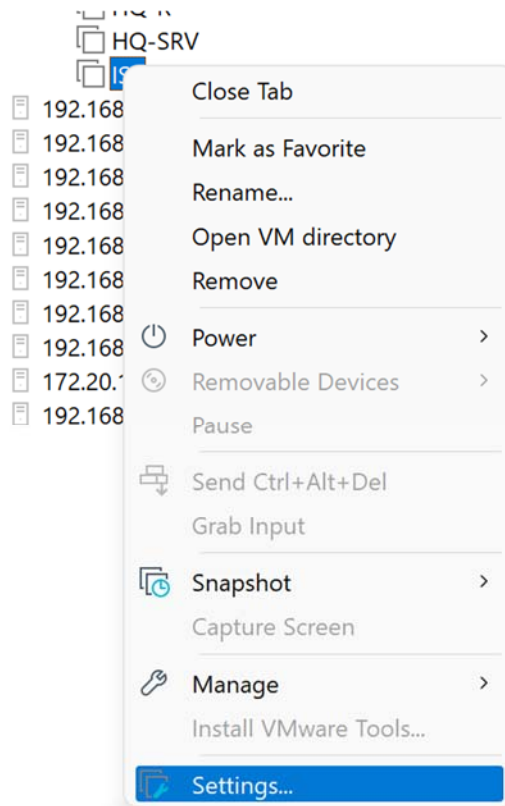 HQ-R
HQ-SRV
IS
192.168
192.168
192.168
192.168
192.168
192.168
192.168
192.168
172.20.1
192.168
Close Tab
Mark as Favorite
Rename...
Open VM directory
Remove
Power
Removable Devices
Pause
Send Ctrl+Alt+Del
Grab Input
Snapshot
Capture Screen
Manage
Install VMware Tools...
Settings...